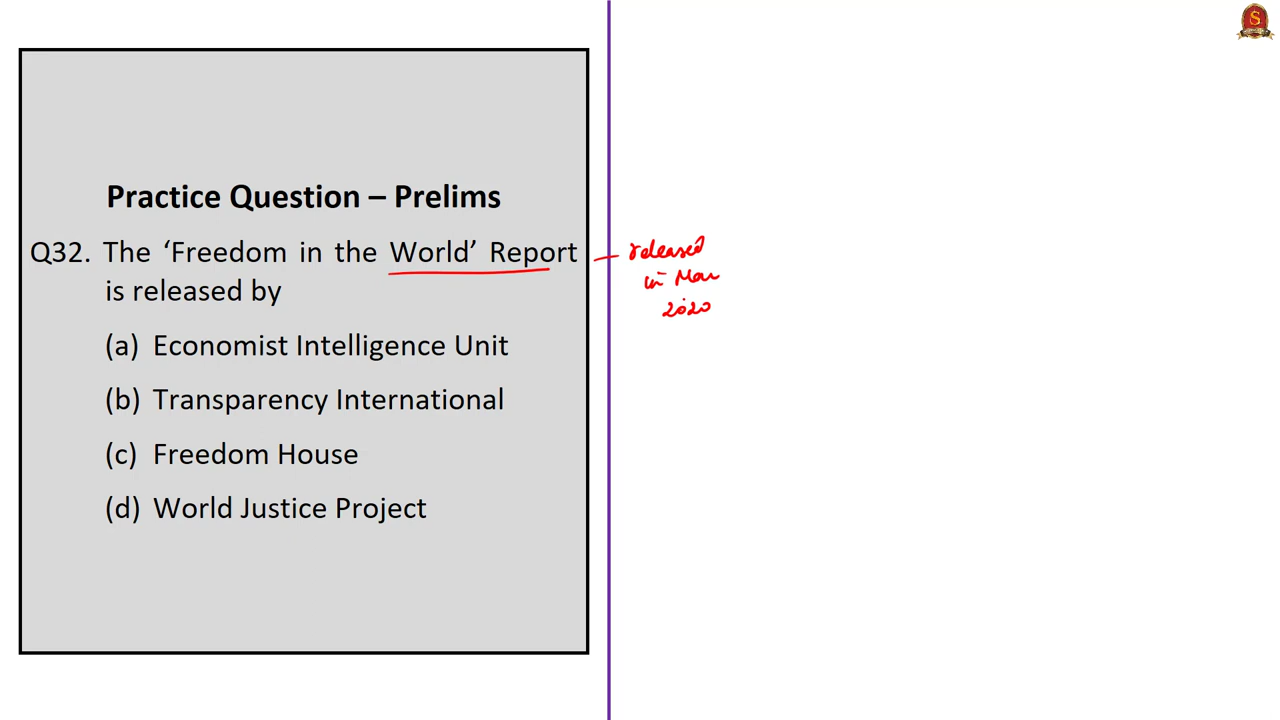 Practice Question – Prelims
Q32. The ‘Freedom in the World’ Report
is released by
(a) Economist Intelligence Unit
(b) Transparency International
(c) Freedom House
(d) World Justice Project
released
in Mar
2020